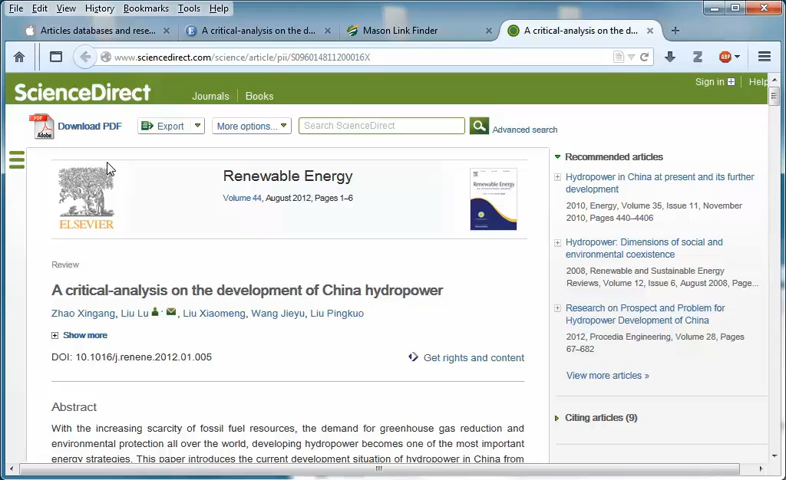 File Edit View History Bookmarks Tools Help
Articles databases and rese...
A critical-analysis on the d...
Mason Link Finder
A critical-analysis on the d...
www.sciencedirect.com/science/article/pii/S096014811200016X
ABP
ScienceDirect
Journals Books
Sign in
Help
PDF
Adobe
Download PDF
Export
More options...
Search ScienceDirect
Advanced search
ELSEVIER
Renewable Energy
Volume 44, August 2012, Pages 1–6
Renewable Energy
Review
A critical-analysis on the development of China hydropower
Zhao Xingang, Liu Lu, Liu Xiaomeng, Wang Jieyu, Liu Pingkuo
Show more
DOI: 10.1016/j.renene.2012.01.005
Get rights and content
Abstract
With the increasing scarcity of fossil fuel resources, the demand for greenhouse gas reduction and
environmental protection all over the world, developing hydropower becomes one of the most important
energy strategies. This paper introduces the current development situation of hydropower in China from
Recommended articles
Hydropower in China at present and its further
development
2010, Energy, Volume 35, Issue 11, November
2010, Pages 440–4406
Hydropower: Dimensions of social and
environmental coexistence
2008, Renewable and Sustainable Energy
Reviews, Volume 12, Issue 6, August 2008, Page...
Research on Prospect and Problem for
Hydropower Development of China
2012, Procedia Engineering, Volume 28, Pages
67–682
View more articles »
Citing articles (9)